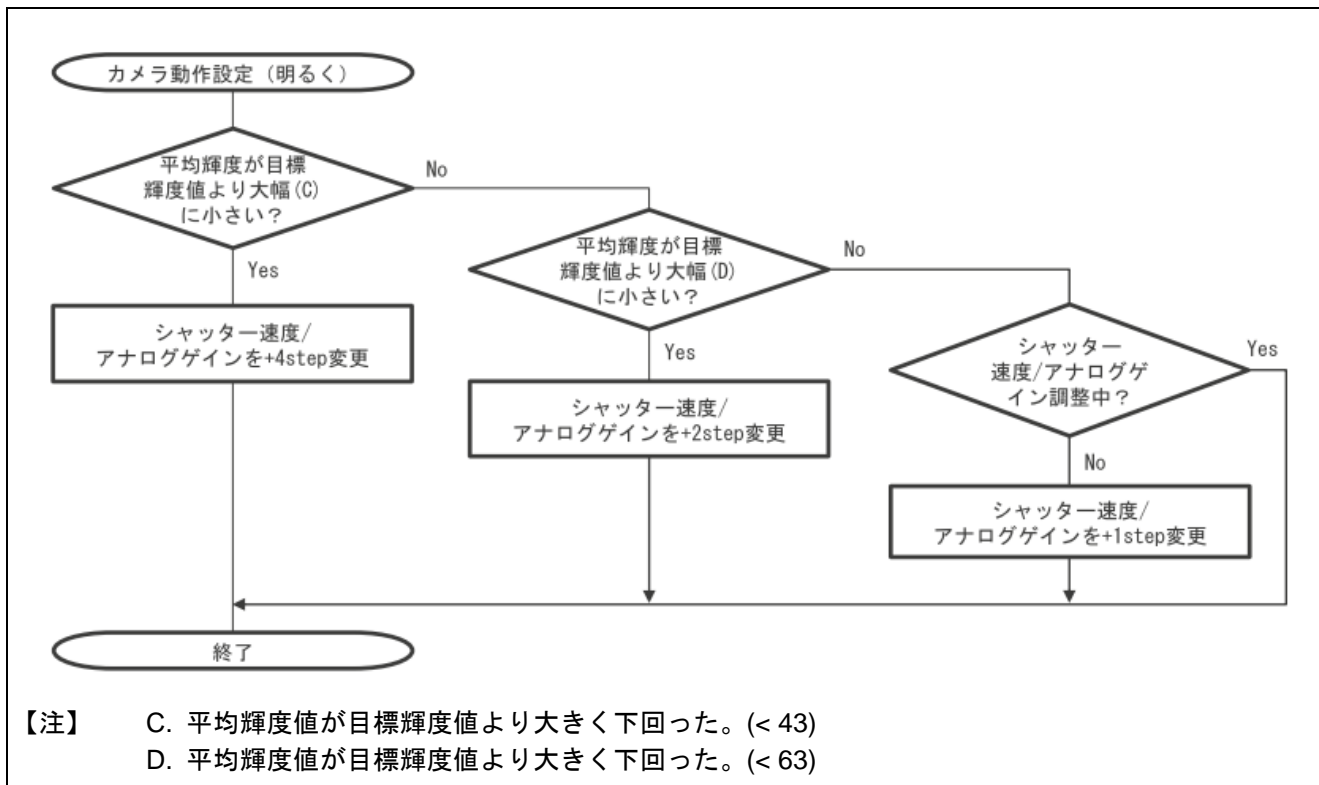 カメラ動作設定（明るく）
平均輝度が目標
輝度値より大幅(C)
に小さい？
No
Yes
シャッター速度/
アナログゲインを+4step変更
平均輝度が目標
輝度値より大幅(D)
に小さい？
No
Yes
シャッター速度/
アナログゲインを+2step変更
シャッター
速度/アナログゲ
イン調整中？
Yes
No
シャッター速度/
アナログゲインを+1step変更
終了
【注】 C. 平均輝度値が目標輝度値より大きく下回った。(< 43)
D. 平均輝度値が目標輝度値より大きく下回った。(< 63)